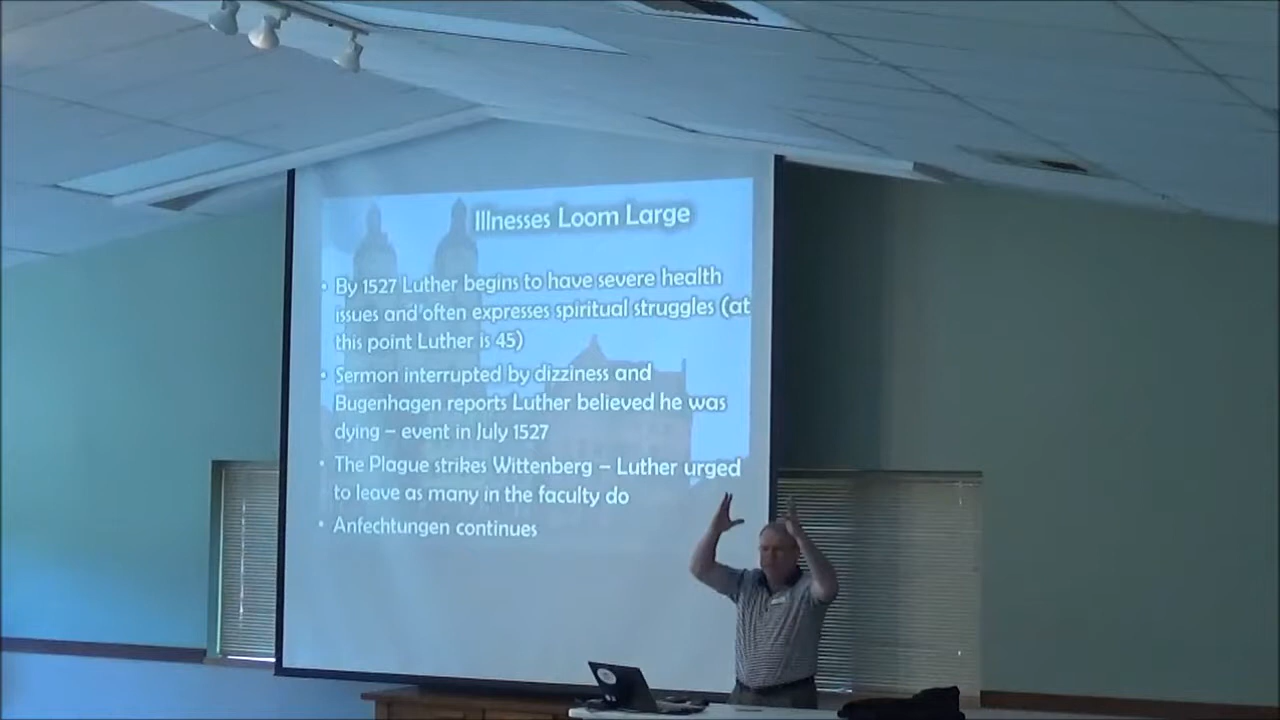 Illnesses Loom Large
• By 1527 Luther begins to have severe health
issues and often expresses spiritual struggles (at
this point Luther is 45)
• Sermon interrupted by dizziness and
Bugenhagen reports Luther believed he was
dying – event in July 1527
• The Plague strikes Wittenberg – Luther urged
to leave as many in the faculty do
• Anfechtungen continues